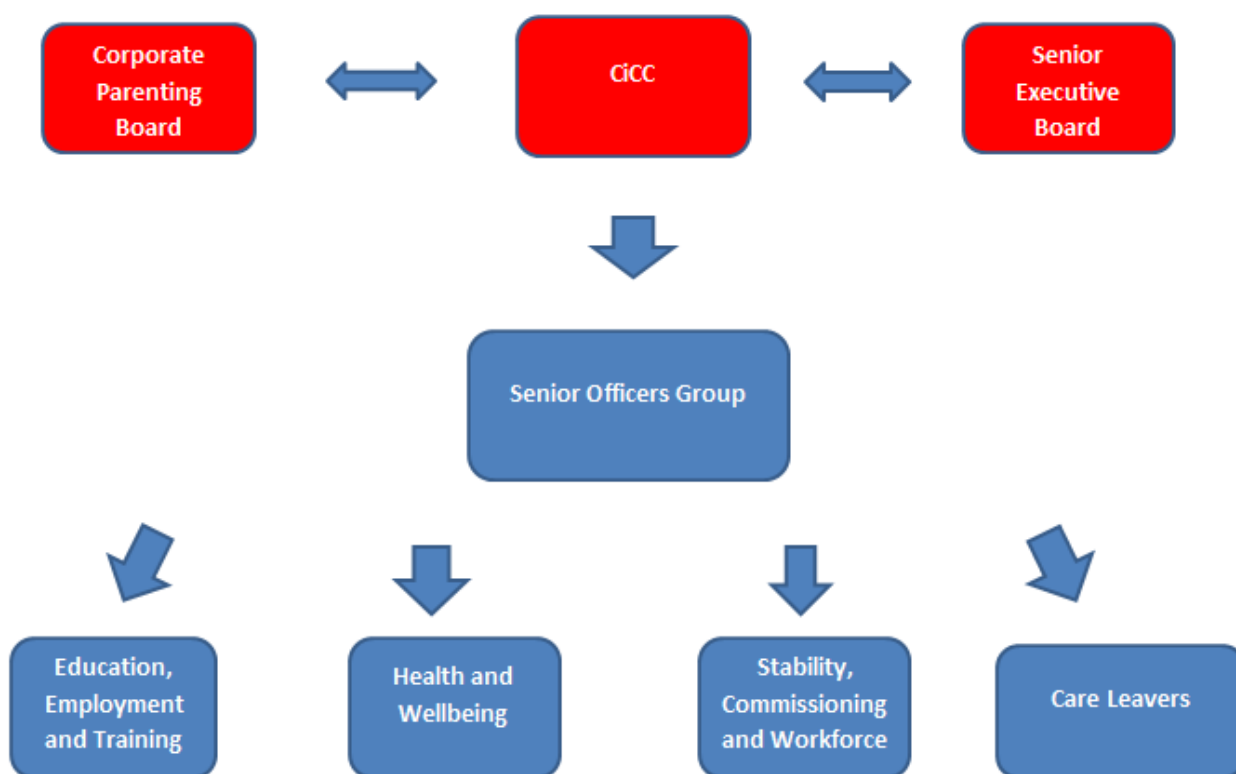 Corporate
Parenting
Board
CiCC
Senior
Executive
Board
Senior Officers Group
Education,
Employment
and Training
Health and
Wellbeing
Stability,
Commissioning
and Workforce
Care Leavers